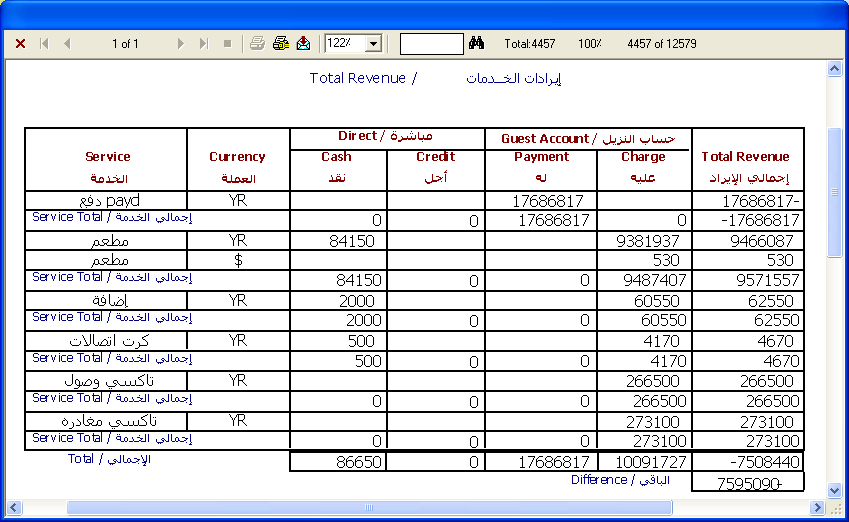 1 of 1 122% Total:4457 100% 4457 of 12579
Total Revenue / إيرادات الخــدمات
Direct / مباشرة Guest Account / حساب النزيل
Service Currency Cash Credit Payment Charge Total Revenue
الخدمة العملة نقد أجل له عليه إجمالي الإيراد
دفع payd YR 17686817 17686817-
Service Total / إجمالي الخدمة 0 0 17686817 0 -17686817
مطعم YR 84150 9381937 9466087
مطعم $ 530 530
Service Total / إجمالي الخدمة 84150 0 0 9487407 9571557
إضافة YR 2000 60550 62550
Service Total / إجمالي الخدمة 2000 0 0 60550 62550
كرت اتصالات YR 500 4170 4670
Service Total / إجمالي الخدمة 500 0 0 4170 4670
تاكسي وصول YR 266500 266500
Service Total / إجمالي الخدمة 0 0 0 266500 266500
تاكسي مغادره YR 273100 273100
Service Total / إجمالي الخدمة 0 0 0 273100 273100
Total / الإجمالي 86650 0 17686817 10091727 -7508440
Difference / الباقي 7595090-